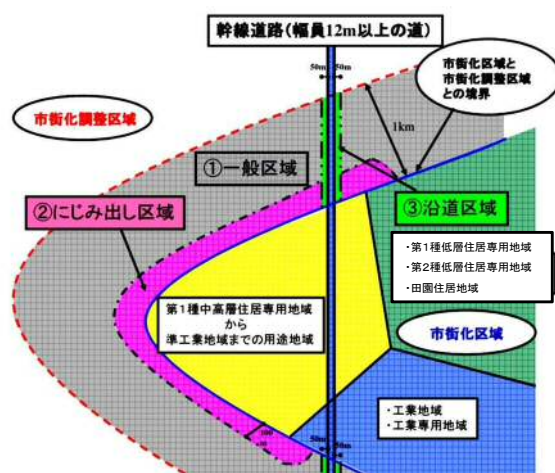 幹線道路(幅員12m以上の道)
50m
50m
市街化区域と
市街化調整区域
との境界
市街化調整区域
1km
①一般区域
②にじみ出し区域
③沿道区域
・第1種低層住居専用地域
・第2種低層住居専用地域
・田園住居地域
第1種中高層住居専用地域
から
準工業地域までの用途地域
市街化区域
・工業地域
・工業専用地域
50m
50m